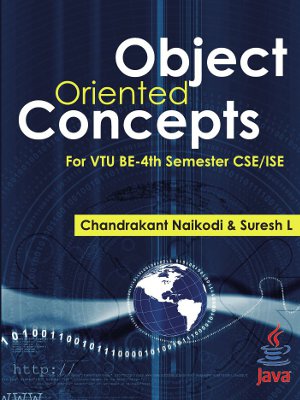 Object
Oriented
Concepts
For VTU BE-4th Semester CSE/ISE
Chandrakant Naikodi & Suresh L
http://
Java